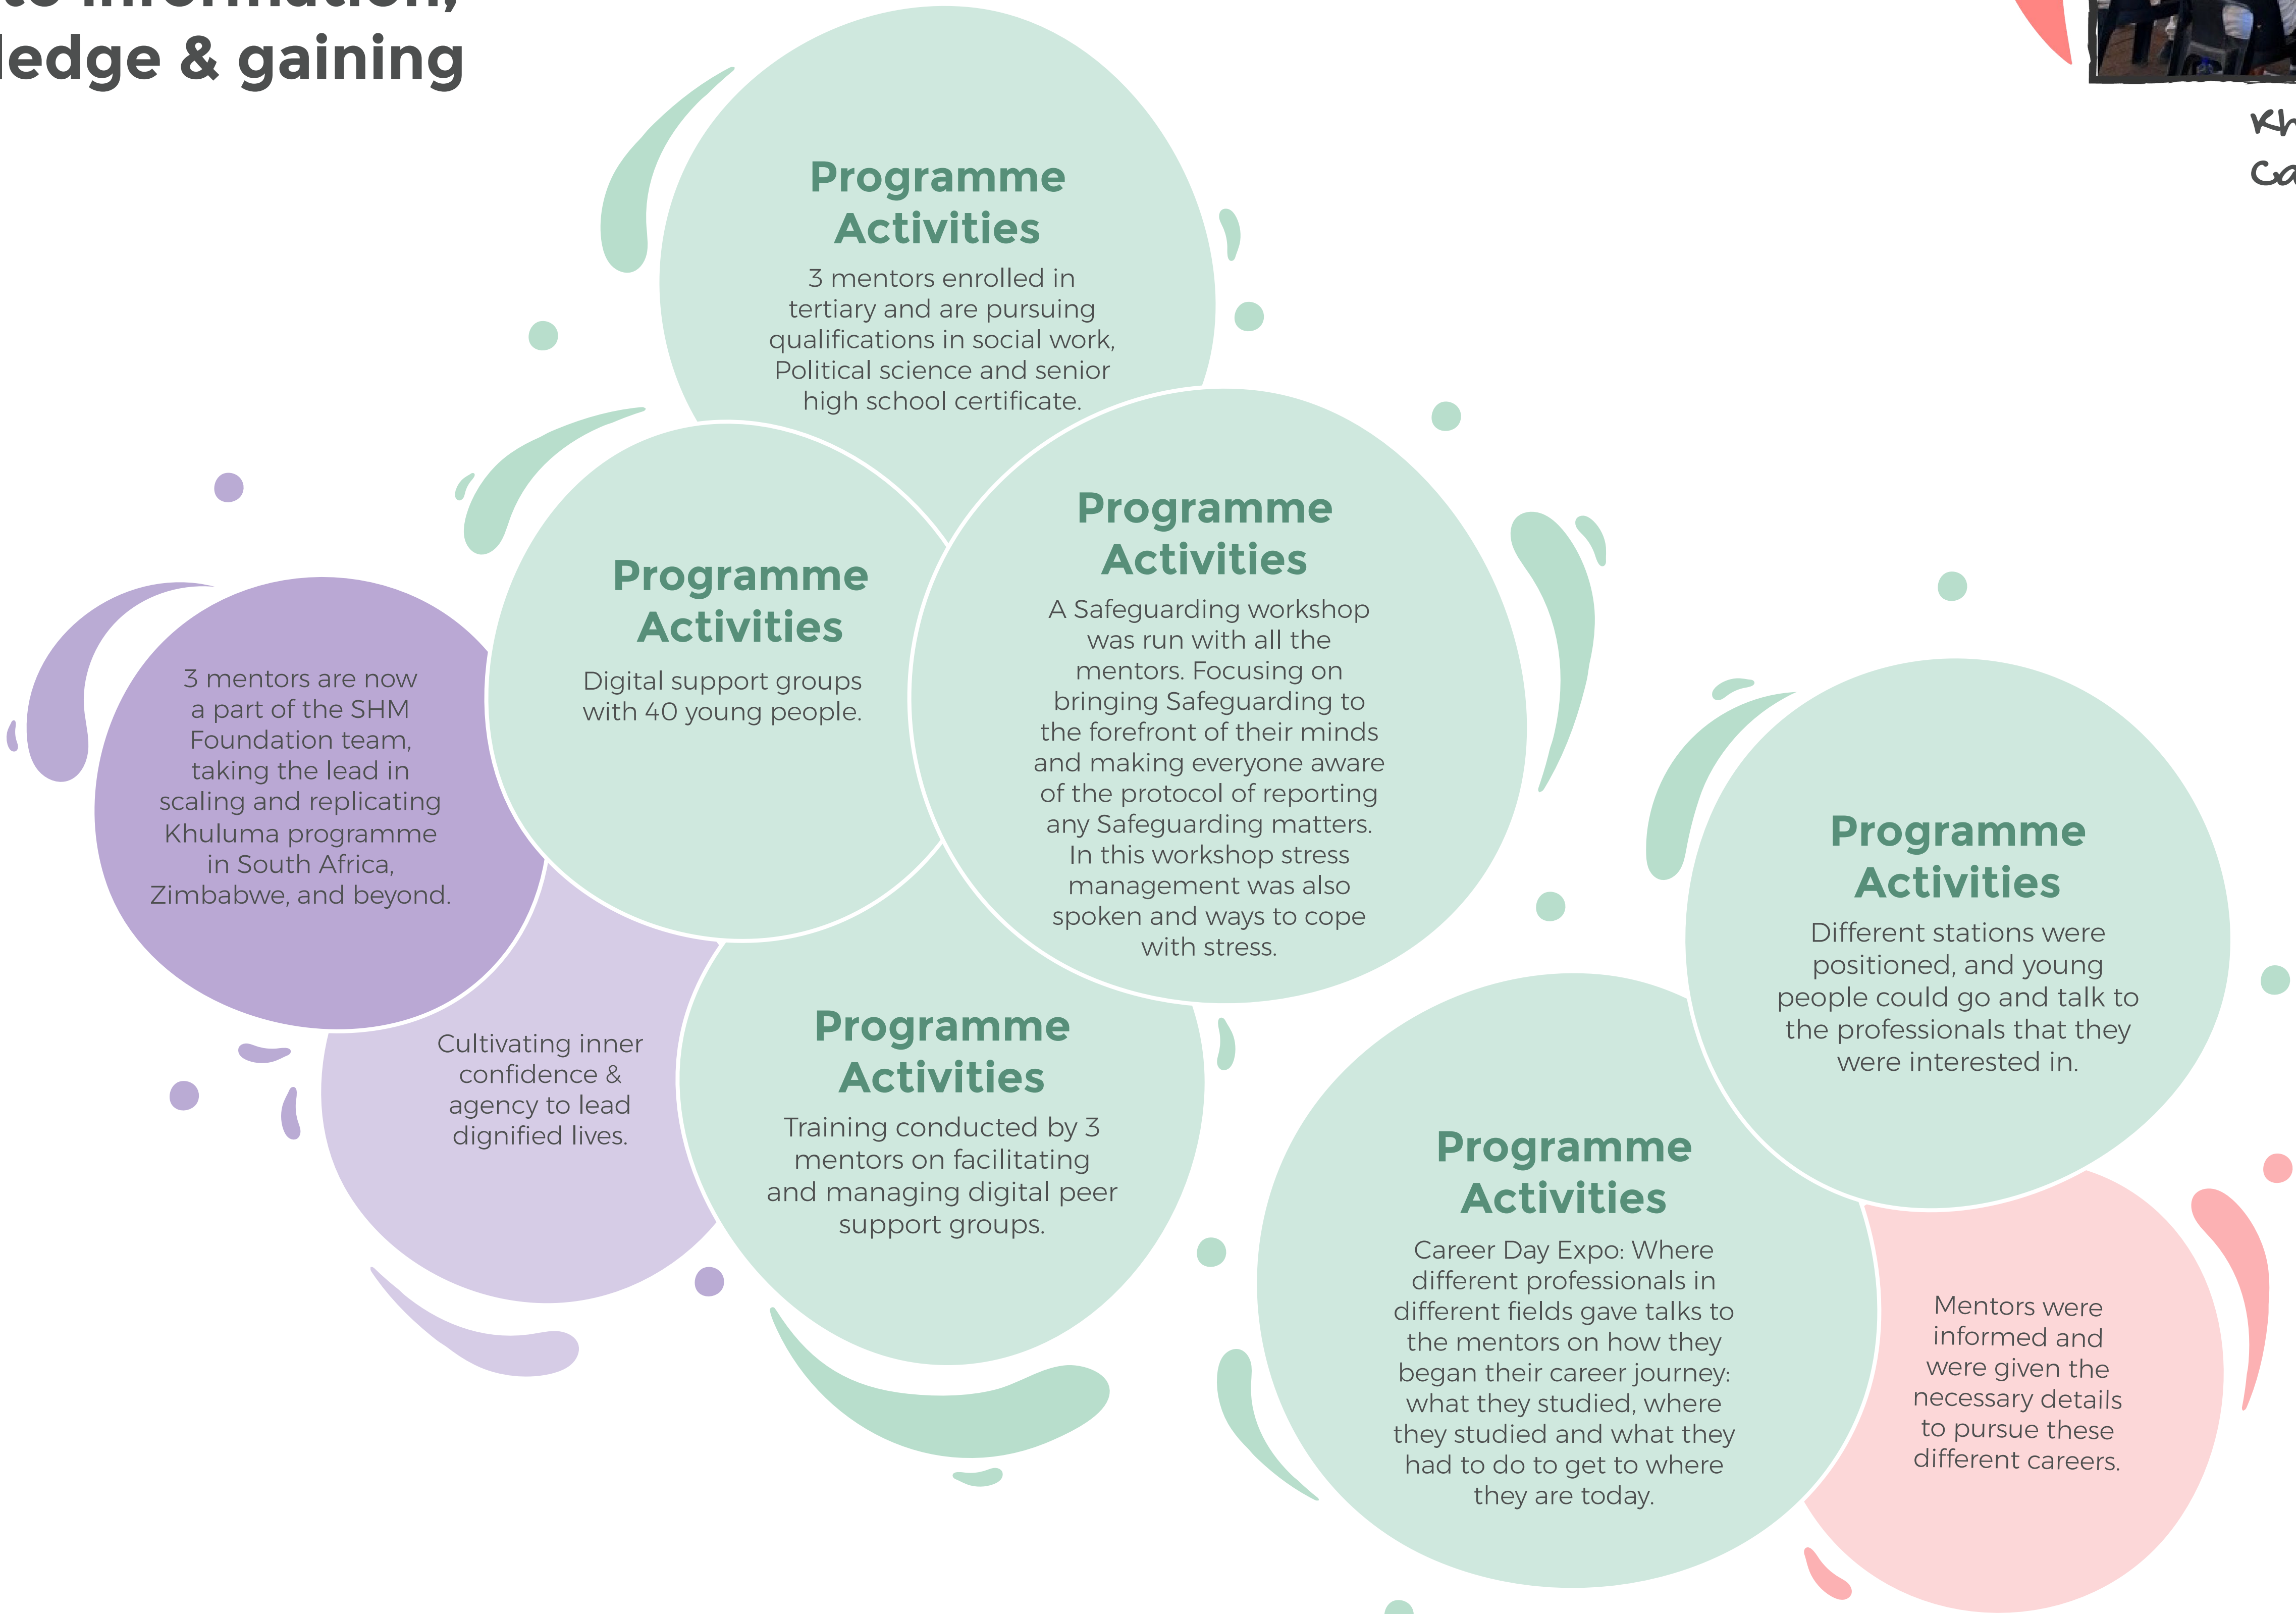 & gaining
Programme
Activities
3 mentors enrolled in
tertiary and are pursuing
qualifications in social work,
Political science and senior
high school certificate.
Programme
Activities
Digital support groups
with 40 young people.
Programme
Activities
A Safeguarding workshop
was run with all the
mentors. Focusing on
bringing Safeguarding to
the forefront of their minds
and making everyone aware
of the protocol of reporting
any Safeguarding matters.
In this workshop stress
management was also
spoken and ways to cope
with stress.
3 mentors are now
a part of the SHM
Foundation team,
taking the lead in
scaling and replicating
Khuluma programme
in South Africa,
Zimbabwe, and beyond.
Cultivating inner
confidence &
agency to lead
dignified lives.
Programme
Activities
Training conducted by 3
mentors on facilitating
and managing digital peer
support groups.
Programme
Activities
Different stations were
positioned, and young
people could go and talk to
the professionals that they
were interested in.
Programme
Activities
Career Day Expo: Where
different professionals in
different fields gave talks to
the mentors on how they
began their career journey:
what they studied, where
they studied and what they
had to do to get to where
they are today.
Mentors were
informed and
were given the
necessary details
to pursue these
different careers.